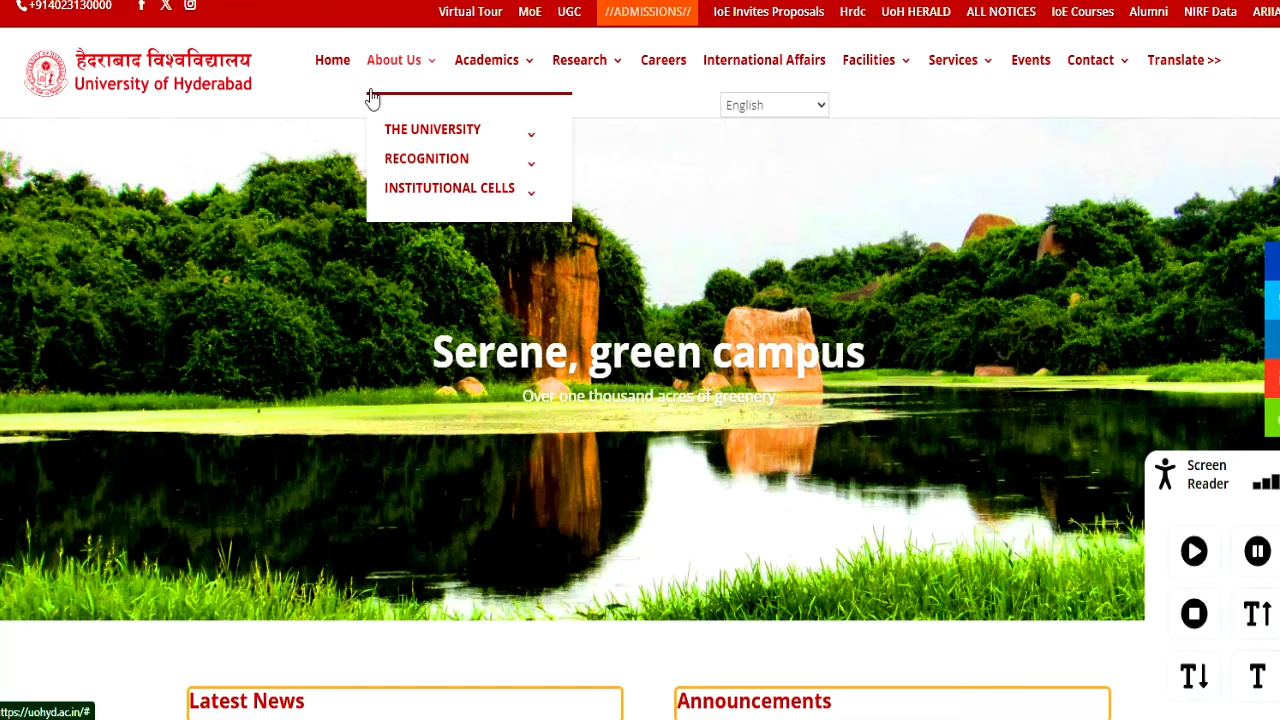 +914023130000
Virtual Tour MoE UGC //ADMISSIONS// IoE Invites Proposals Hrdc UoH HERALD ALL NOTICES IoE Courses Alumni NIRF Data
हैदराबाद विश्वविद्यालय
University of Hyderabad
Home About Us Academics Research Careers International Affairs Facilities Services Events Contact Translate >>
English
THE UNIVERSITY
RECOGNITION
INSTITUTIONAL CELLS
Serene, green campus
Over one thousand acres of greenery
Screen
Reader
T↑
T↓ T
Latest News
Announcements
ttps://uohyd.ac.in/#